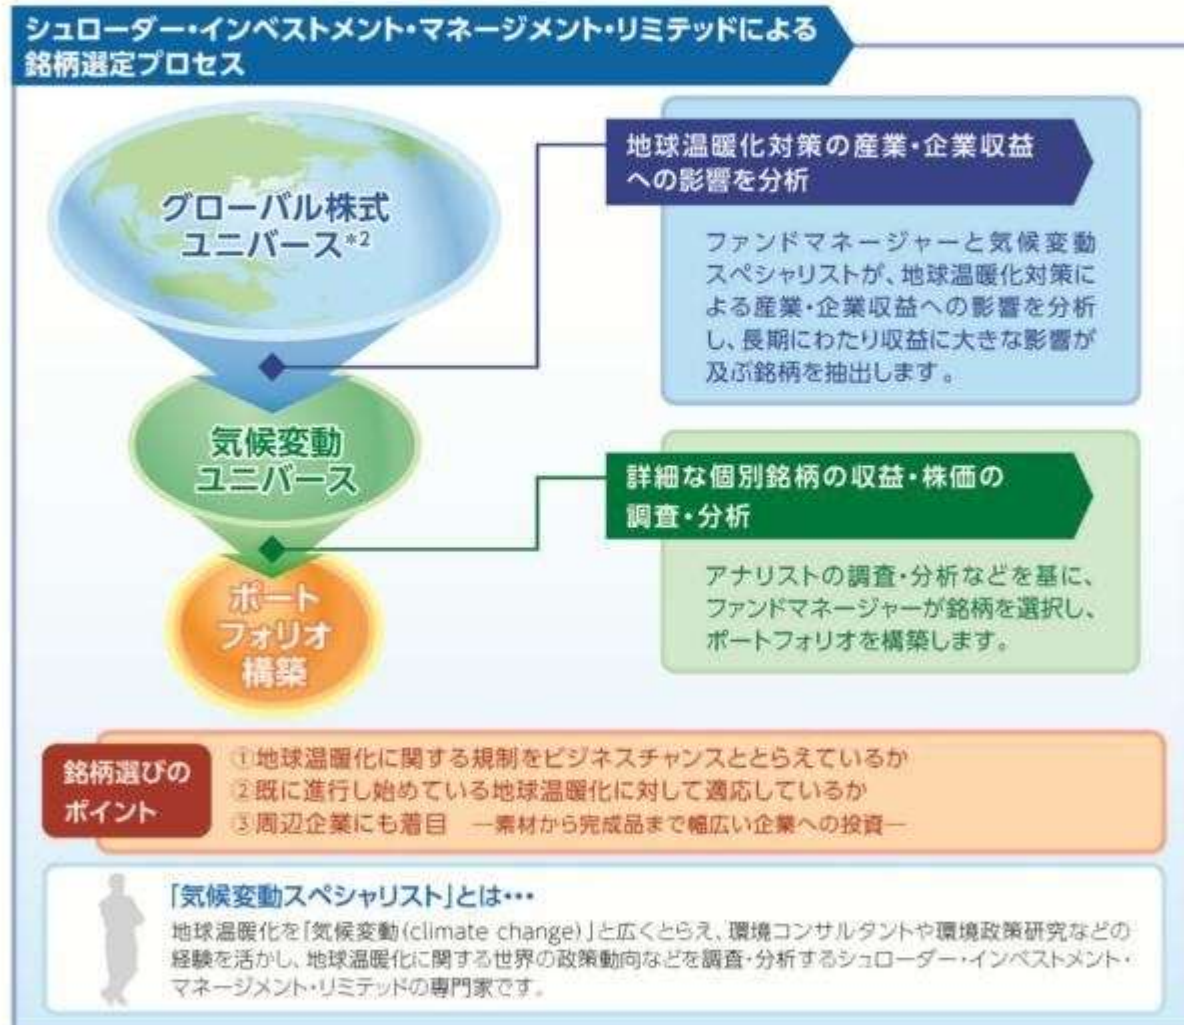 シュローダー・インベストメント・マネージメント・リミテッドによる
銘柄選定プロセス
グローバル株式
ユニバース*2
地球温暖化対策の産業・企業収益
への影響を分析
ファンドマネージャーと気候変動
スペシャリストが、地球温暖化対策に
よる産業・企業収益への影響を分析
し、長期にわたり収益に大きな影響が
及ぶ銘柄を抽出します。
気候変動
ユニバース
詳細な個別銘柄の収益・株価の
調査・分析
アナリストの調査・分析などを基に、
ファンドマネージャーが銘柄を選択し、
ポートフォリオを構築します。
ポート
フォリオ
構築
銘柄選びの
ポイント
①地球温暖化に関する規制をビジネスチャンスととらえているか
②既に進行し始めている地球温暖化に対して適応しているか
③周辺企業にも着目 ―素材から完成品まで幅広い企業への投資―
「気候変動スペシャリスト」とは・・・
地球温暖化を「気候変動(climate change)」と広くとらえ、環境コンサルタントや環境政策研究などの
経験を活かし、地球温暖化に関する世界の政策動向などを調査・分析するシュローダー・インベストメント・
マネージメント・リミテッドの専門家です。